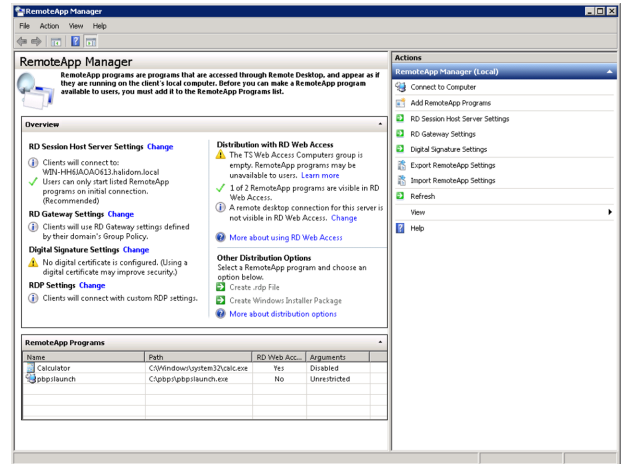 RemoteApp Manager
File Action View Help
RemoteApp Manager
RemoteApp programs are programs that are accessed through Remote Desktop, and appear as if
they are running on the client's local computer. Before you can make a RemoteApp program
available to users, you must add it to the RemoteApp Programs list.
Overview
RD Session Host Server Settings Change
Clients will connect to:
WIN-HH6JAOAO613.halidom.local
Users can only start listed RemoteApp
programs on initial connection.
(Recommended)
RD Gateway Settings Change
Clients will use RD Gateway settings defined
by their domain's Group Policy.
Digital Signature Settings Change
No digital certificate is configured. (Using a
digital certificate may improve security.)
RDP Settings Change
Clients will connect with custom RDP settings.
Distribution with RD Web Access
The TS Web Access Computers group is
empty. RemoteApp programs may be
unavailable to users. Learn more
1 of 2 RemoteApp programs are visible in RD
Web Access.
A remote desktop connection for this server is
not visible in RD Web Access. Change
More about using RD Web Access
Other Distribution Options
Select a RemoteApp program and choose an
option below.
Create .rdp File
Create Windows Installer Package
More about distribution options
RemoteApp Programs
Name Path RD Web Acc... Arguments
Calculator C:\Windows\system32\calc.exe Yes Disabled
pbpslaunch C:\pbps\pbpslaunch.exe No Unrestricted
Actions
RemoteApp Manager (Local)
Connect to Computer
Add RemoteApp Programs
RD Session Host Server Settings
RD Gateway Settings
Digital Signature Settings
Export RemoteApp Settings
Import RemoteApp Settings
Refresh
View
Help